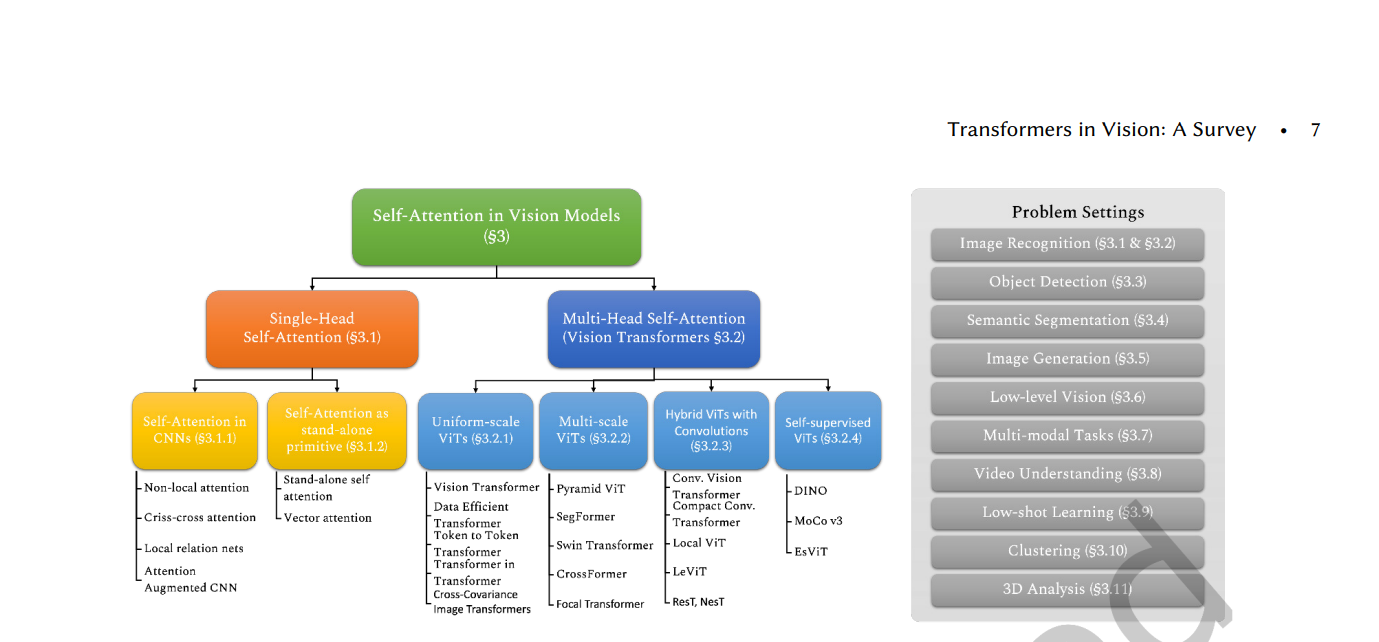 Transformers in Vision: A Survey • 7
Self-Attention in Vision Models
(§3)
Single-Head
Self-Attention (§3.1)
Multi-Head Self-Attention
(Vision Transformers §3.2)
Self-Attention in
CNNs (§3.1.1)
Self-Attention as
stand-alone
primitive (§3.1.2)
Uniform-scale
ViTs (§3.2.1)
Multi-scale
ViTs (§3.2.2)
Hybrid ViTs with
Convolutions
(§3.2.3)
Self-supervised
ViTs (§3.2.4)
Non-local attention
Criss-cross attention
Local relation nets
Attention
Augmented CNN
Stand-alone self
attention
Vector attention
Vision Transformer
Data Efficient
Transformer
Token to Token
Transformer
Transformer in
Transformer
Cross-Covariance
Image Transformers
Pyramid ViT
SegFormer
Swin Transformer
CrossFormer
Focal Transformer
Conv. Vision
Transformer
Compact Conv.
Transformer
Local ViT
LeViT
ResT, NesT
DINO
MoCo v3
EsViT
Problem Settings
Image Recognition (§3.1 & §3.2)
Object Detection (§3.3)
Semantic Segmentation (§3.4)
Image Generation (§3.5)
Low-level Vision (§3.6)
Multi-modal Tasks (§3.7)
Video Understanding (§3.8)
Low-shot Learning (§3.9)
Clustering (§3.10)
3D Analysis (§3.11)